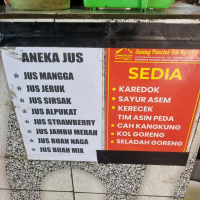 ANEKA JUS
JUS MANGGA
JUS JERUK
JUS SIRSAK
JUS ALPUKAT
JUS STRAWBERRY
JUS JAMBU MERAH
JUS BUAH NAGA
JUS BUAH MIX
SEDIA
KAREDOK
SAYUR ASEM
KERECEK
TIM ASIN PEDA
CAH KANGKUNG
KOL GORENG
SELADAH GORENG